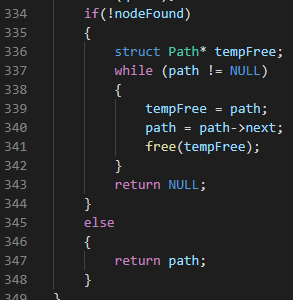 334 if(!nodeFound)
335 {
336 struct Path* tempFree;
337 while (path != NULL)
338 {
339 tempFree = path;
340 path = path->next;
341 free(tempFree);
342 }
343 return NULL;
344 }
345 else
346 {
347 return path;
348 }
349 }